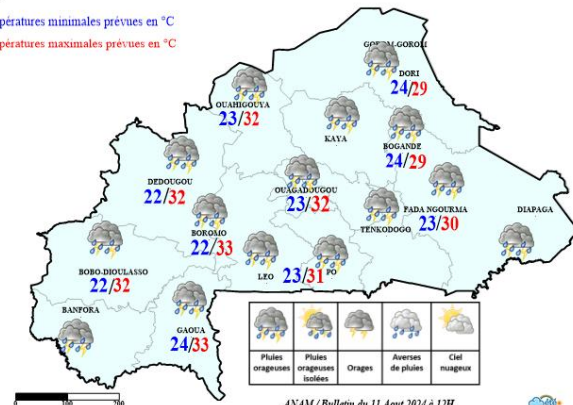 pératures minimales prévues en °C
pératures maximales prévues en °C
DORI
24/29
OUAHIGOUYA
23/32
KAYA
BOGANDE
24/29
DEDOUGOU
22/32
OUAGADOUGOU
23/32
FADA NGOURMA
23/30
DIAPAGA
TENKODOGO
BOROMO
22/33
LEO
PO
23/31
BOBO-DIOULASSO
22/32
BANFORA
GAOUA
24/33
Pluies orageuses
Pluies orageuses isolées
Orages
Averses de pluies
Ciel nuageux
ANAM / Bulletin du 11 Aout 2024 à 12H